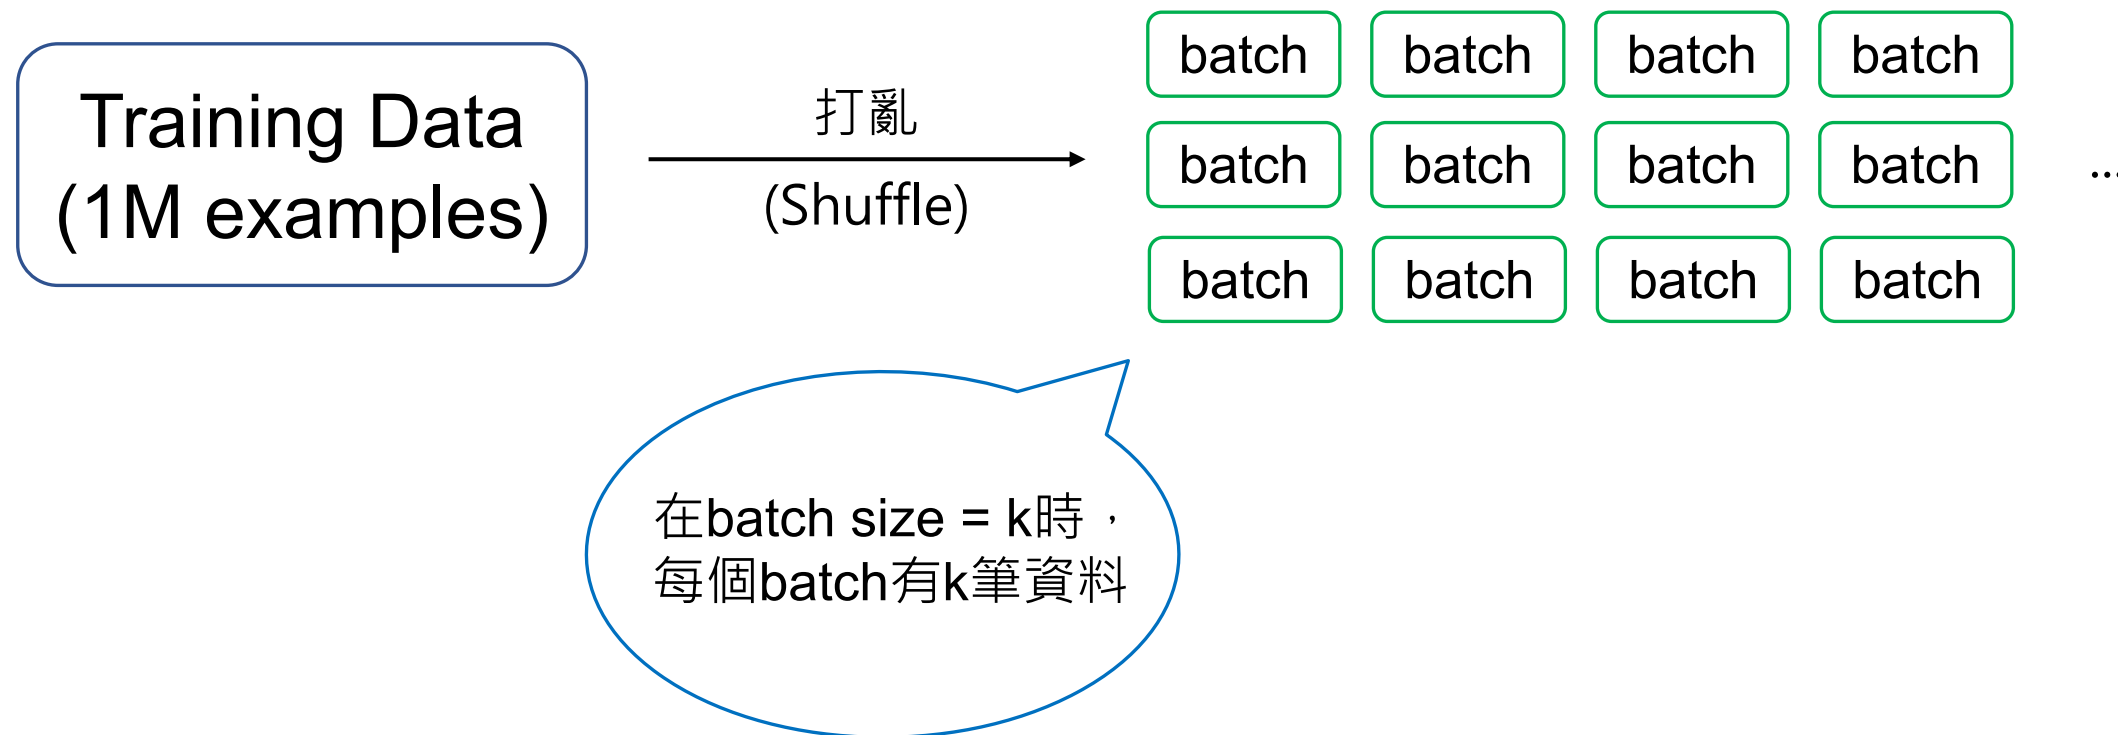 Training Data
(1M examples)
打亂
(Shuffle)
batch batch batch batch
batch batch batch batch ...
batch batch batch batch
在batch size = k時，
每個batch有k筆資料